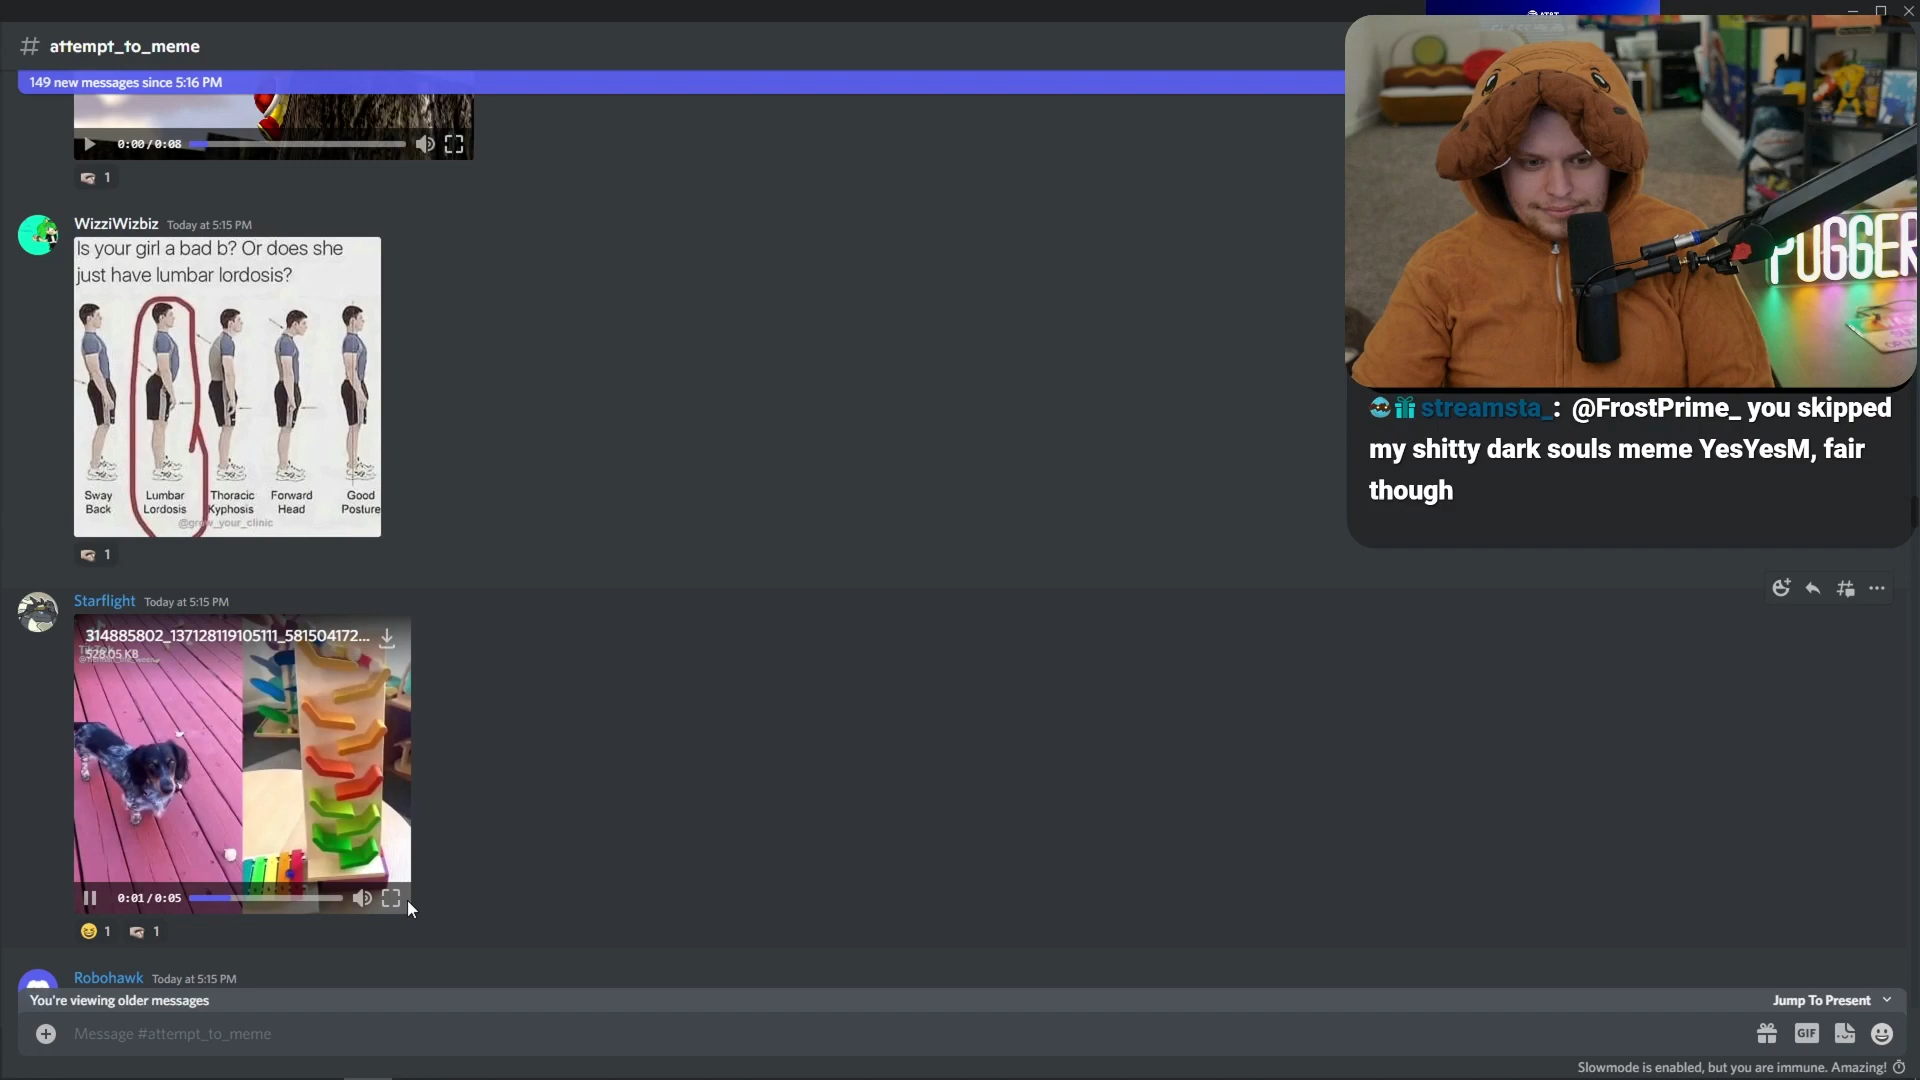 AT&T
# attempt_to_meme
149 new messages since 5:16 PM
0:00/0:08
1
WizziWizbiz Today at 5:15 PM
Is your girl a bad b? Or does she
just have lumbar lordosis?
Sway
Back
Lumbar
Lordosis
Thoracic
Kyphosis
Forward
Head
Good
Posture
@grow_your_clinic
1
PUGGER
streamsta_: @FrostPrime_ you skipped
my shitty dark souls meme YesYesM, fair
though
Starflight Today at 5:15 PM
314885802_137128119105111_581504172...
528.05 KB
TikTok
0:01/0:05
1 1
Robohawk Today at 5:15 PM
You're viewing older messages
Jump To Present
Message #attempt_to_meme
GIF
Slowmode is enabled, but you are immune. Amazing!